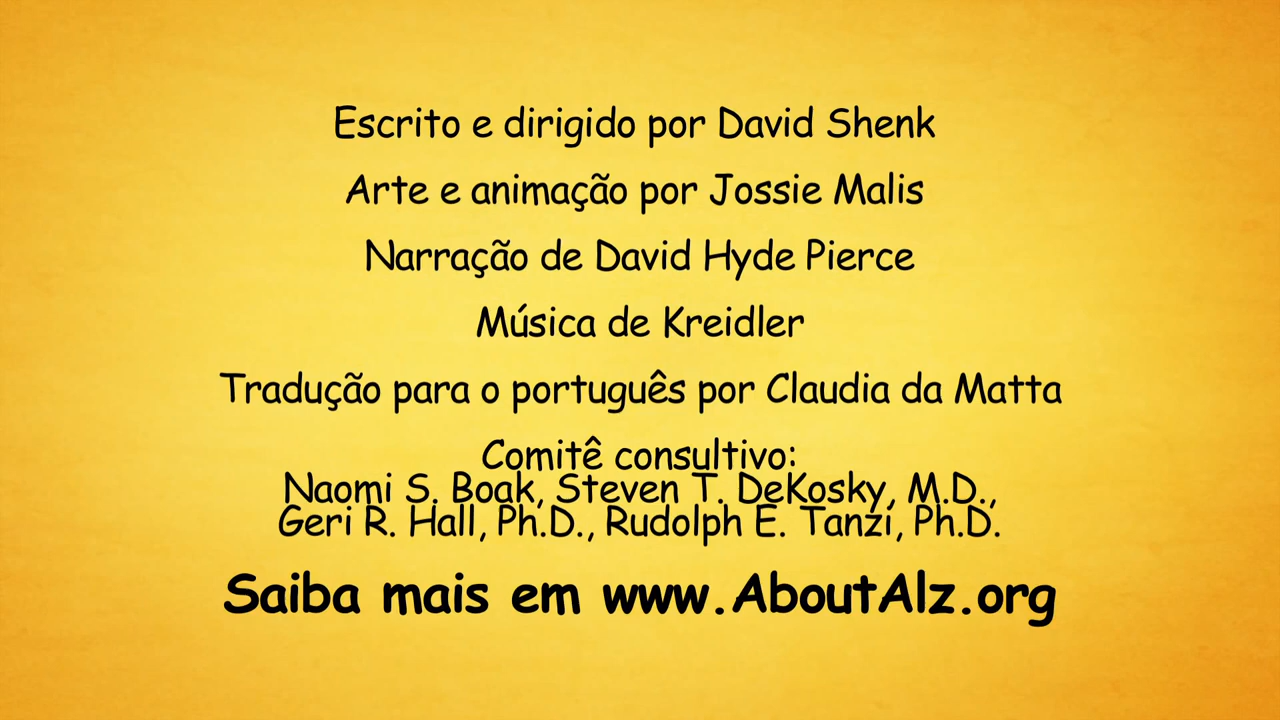 Escrito e dirigido por David Shenk
Arte e animação por Jossie Malis
Narração de David Hyde Pierce
Música de Kreidler
Tradução para o português por Claudia da Matta
Comitê consultivo:
Naomi S. Boak, Steven T. DeKosky, M.D.,
Geri R. Hall, Ph.D., Rudolph E. Tanzi, Ph.D.
Saiba mais em www.AboutAlz.org